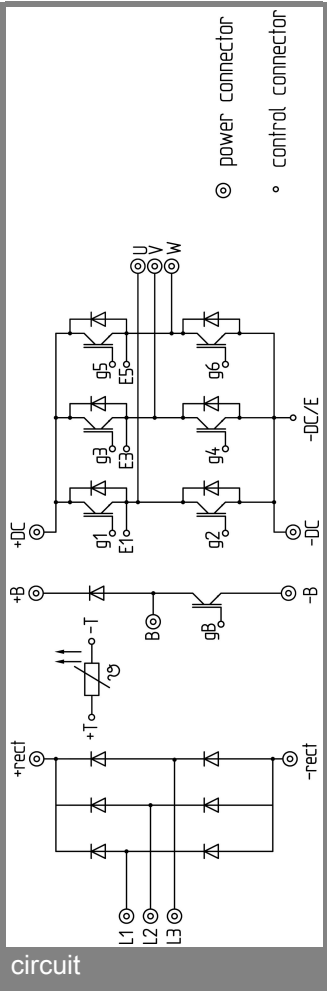 power connector
control connector
U
V
W
g5
E5
g6
g3
E3
g4
-DC/E
+DC
g1
E1
g2
-DC
+B
B
gB
-B
-T
ϑ
+T
+rect
-rect
L1
L2
L3
circuit